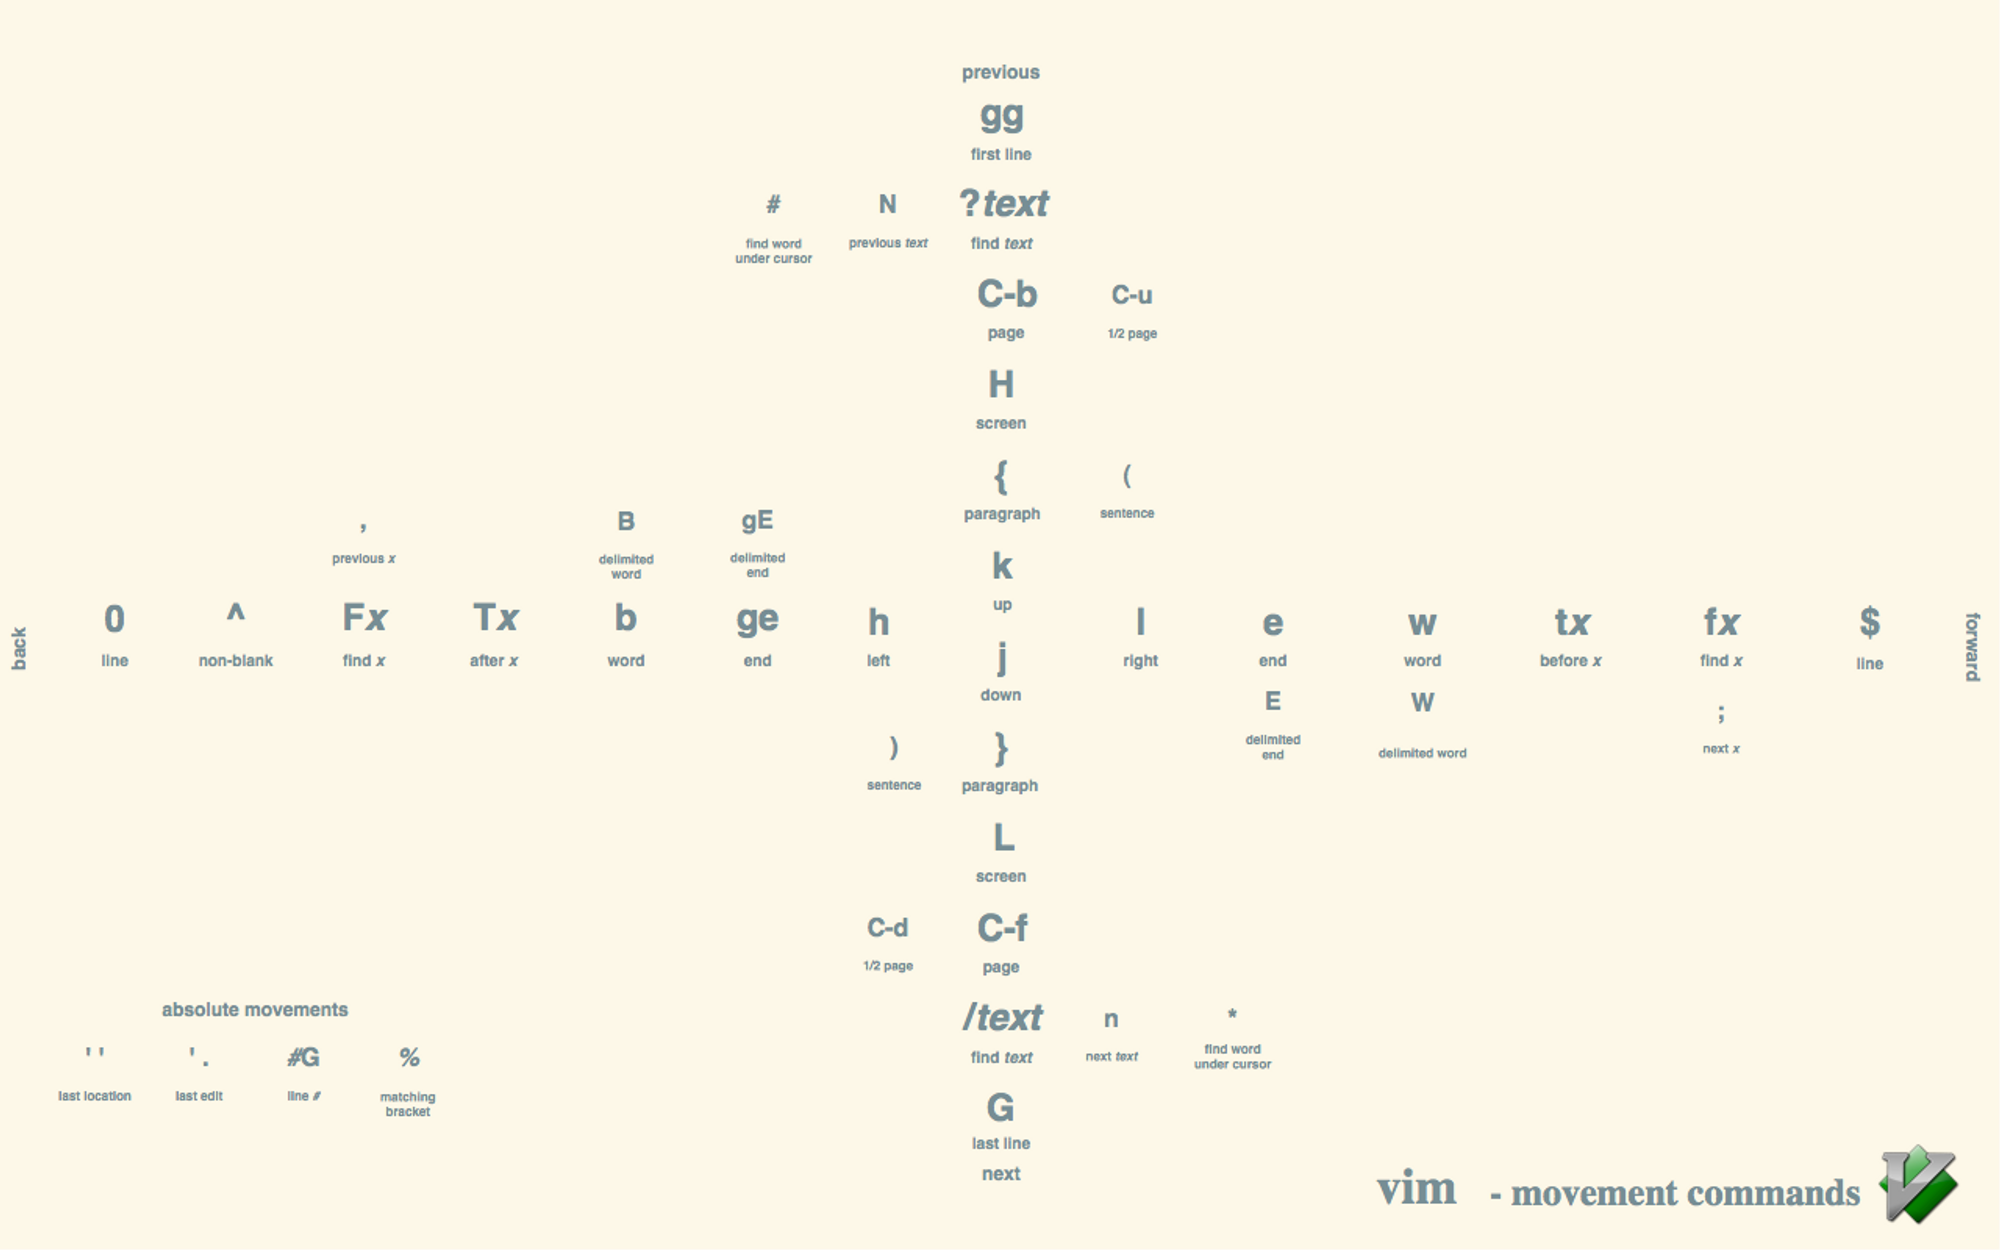 previous
gg
first line
# N ?text
find word
under cursor
previous text
find text
C-b C-u
page 1/2 page
H
screen
{ (
paragraph sentence
, B gE
previous x
delimited
word
delimited
end
k
up
back
0 ^ Fx Tx b ge h l e w tx fx $
line non-blank find x after x word end left right end word before x find x line
forward
j
down
E W ;
delimited
end
delimited word
next x
) }
sentence paragraph
L
screen
C-d C-f
1/2 page page
/text n *
find text next text
find word
under cursor
G
last line
next
absolute movements
' ' ' . #G %
last location last edit line #
matching
bracket
vim - movement commands